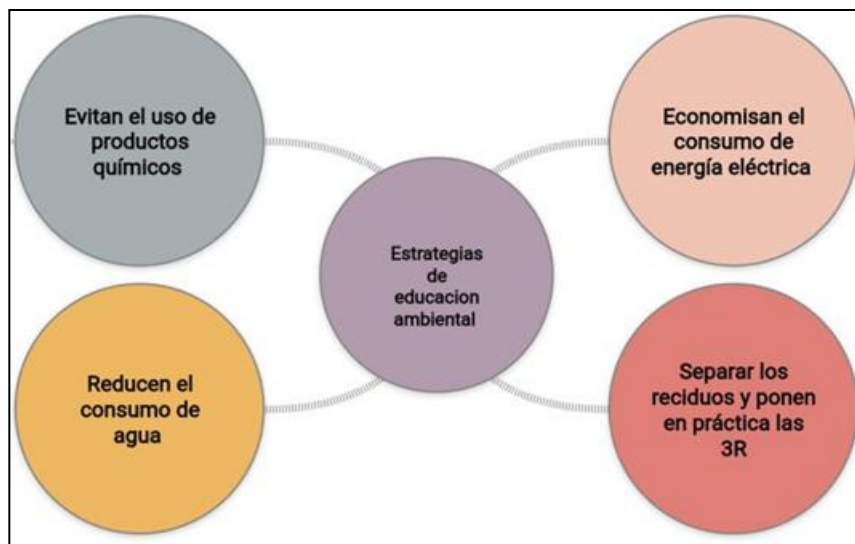 Evitan el uso de
productos
químicos
Economisan el
consumo de
energía eléctrica
Estrategias
de
educacion
ambiental
Reducen el
consumo de
agua
Separar los
reciduos y ponen
en práctica las
3R